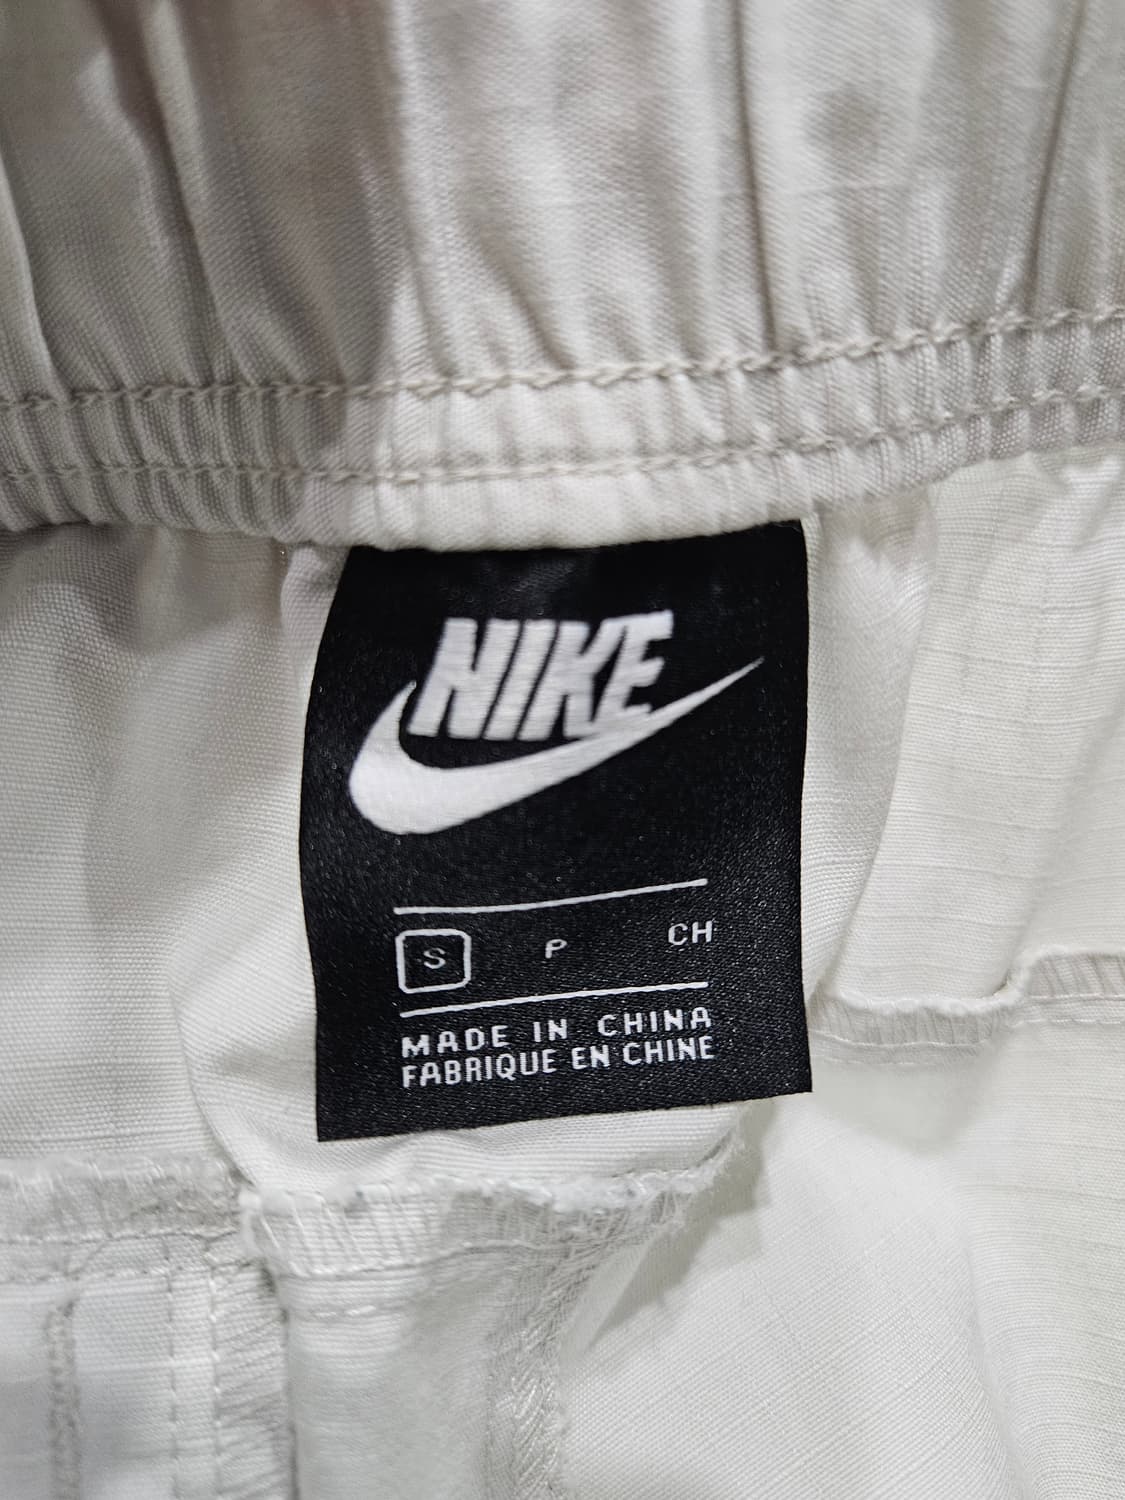 NIKE
S P CH
MADE IN CHINA
FABRIQUE EN CHINE